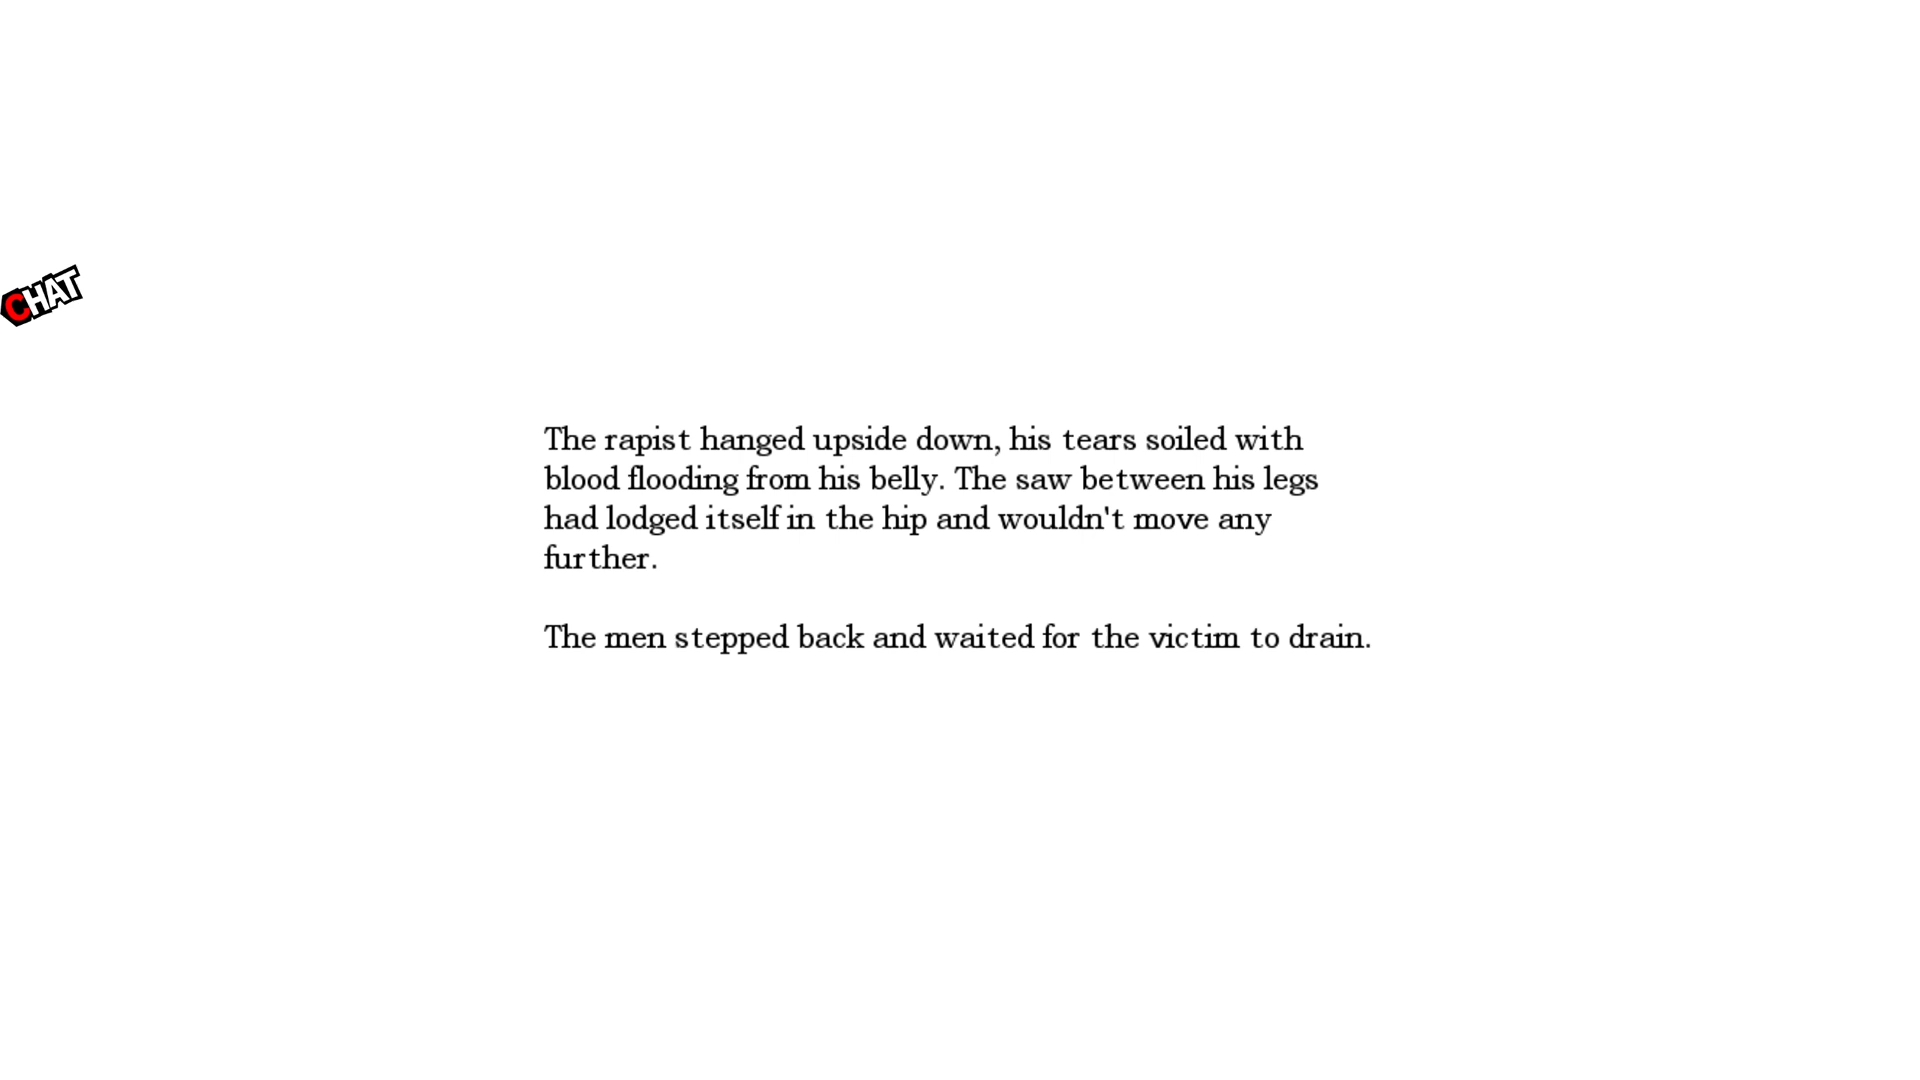 CHAT
The rapist hanged upside down, his tears soiled with
blood flooding from his belly. The saw between his legs
had lodged itself in the hip and wouldn't move any
further.
The men stepped back and waited for the victim to drain.